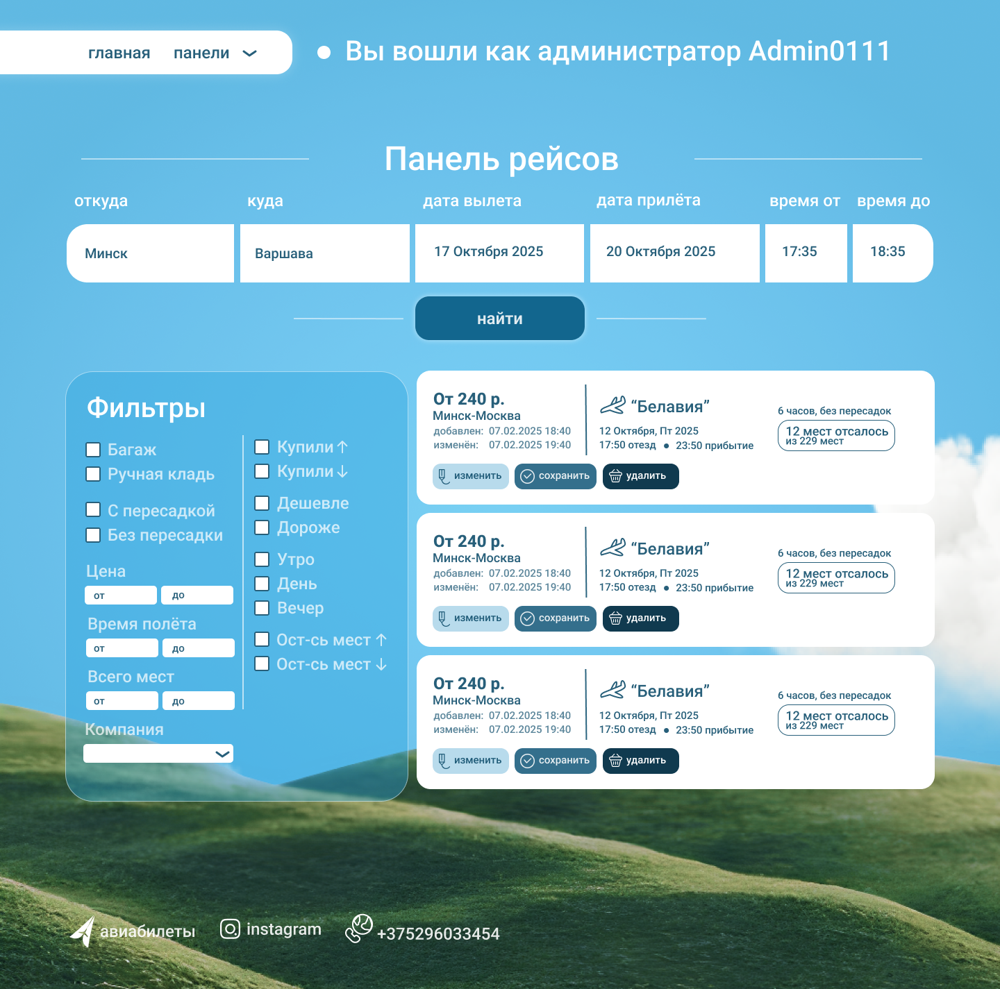 главная панели
Вы вошли как администратор Admin0111
Панель рейсов
откуда куда дата вылета дата прилёта время от время до
Минск Варшава 17 Октября 2025 20 Октября 2025 17:35 18:35
найти
Фильтры
Багаж
Ручная кладь
С пересадкой
Без пересадки
Цена
от до
Время полёта
от до
Всего мест
от до
Компания
Купили
Купили
Дешевле
Дороже
Утро
День
Вечер
Ост-сь мест
Ост-сь мест
От 240 р.
Минск-Москва
добавлен: 07.02.2025 18:40
изменён: 07.02.2025 19:40
“Белавия”
12 Октября, Пт 2025
17:50 отезд ● 23:50 прибытие
6 часов, без пересадок
12 мест отсалось
из 229 мест
изменить сохранить удалить
От 240 р.
Минск-Москва
добавлен: 07.02.2025 18:40
изменён: 07.02.2025 19:40
“Белавия”
12 Октября, Пт 2025
17:50 отезд ● 23:50 прибытие
6 часов, без пересадок
12 мест отсалось
из 229 мест
изменить сохранить удалить
От 240 р.
Минск-Москва
добавлен: 07.02.2025 18:40
изменён: 07.02.2025 19:40
“Белавия”
12 Октября, Пт 2025
17:50 отезд ● 23:50 прибытие
6 часов, без пересадок
12 мест отсалось
из 229 мест
изменить сохранить удалить
авиабилеты instagram +375296033454